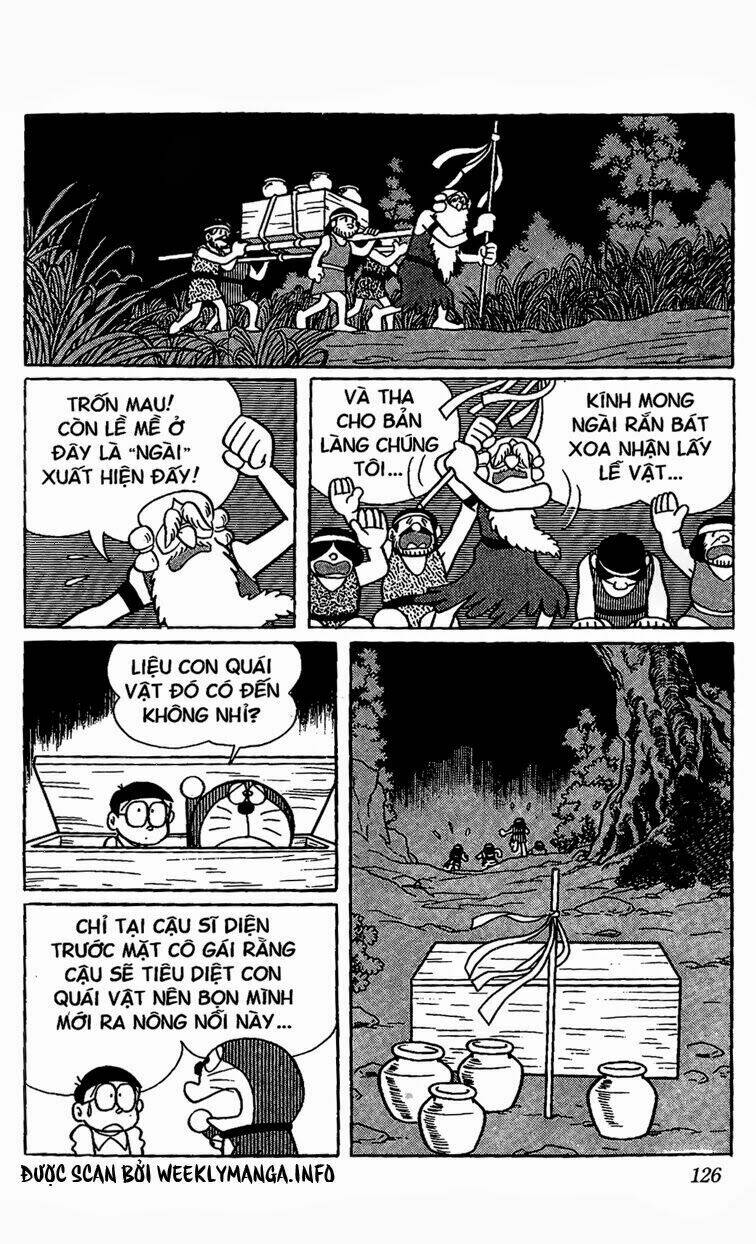 KÍNH MONG
NGÀI RẮN BÁT
XOA NHẬN LẤY
LỄ VẬT...
VÀ THA
CHO BẢN
LÀNG CHÚNG
TÔI...
TRỐN MAU!
CÒN LỀ MỀ Ở
ĐÂY LÀ "NGÀI"
XUẤT HIỆN ĐẤY!
LIỆU CON QUÁI
VẬT ĐÓ CÓ ĐẾN
KHÔNG NHỈ?
CHỈ TẠI CẬU SĨ DIỆN
TRƯỚC MẶT CÔ GÁI RẰNG
CẬU SẼ TIÊU DIỆT CON
QUÁI VẬT NÊN BỌN MÌNH
MỚI RA NÔNG NỖI NÀY...
ĐƯỢC SCAN BỞI WEEKLYMANGA.INFO
126